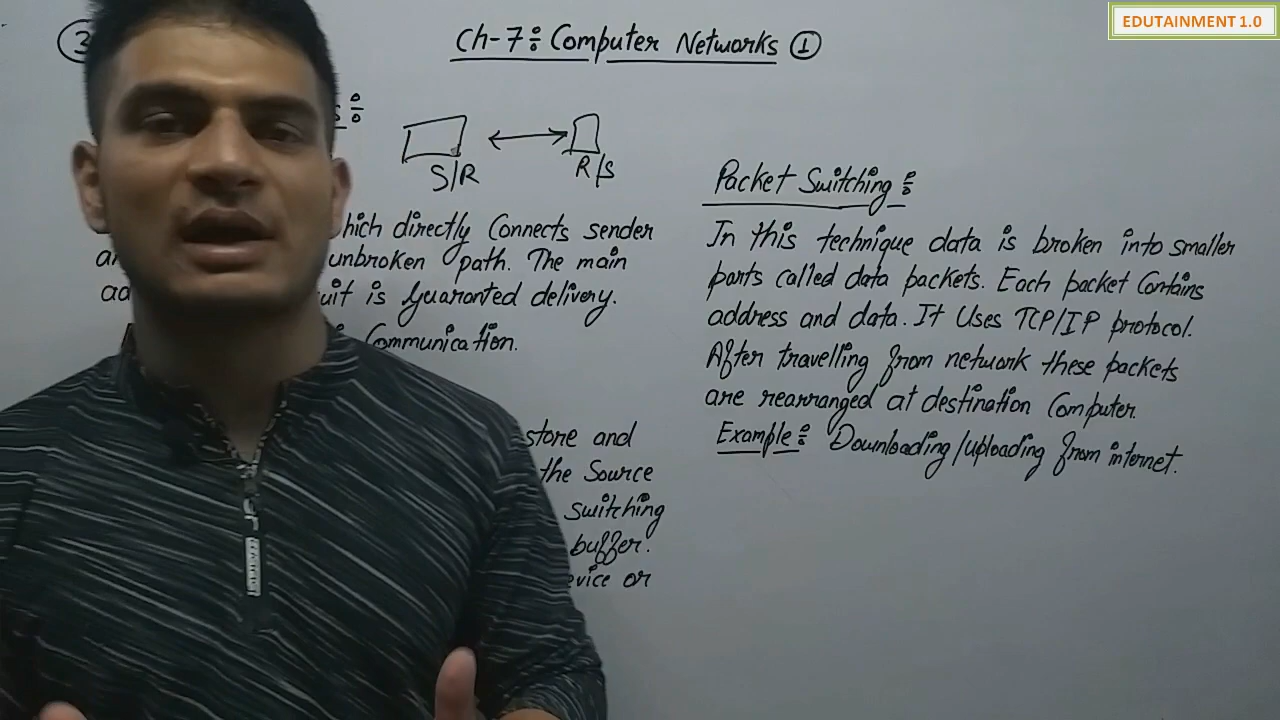 EDUTAINMENT 1.0
3
Ch-7: Computer Networks 1
S/R
R/S
hich directly Connects sender
unbroken path. The main
uit is guaranted delivery.
Communication.
store and
the Source
switching
buffer.
evice or
Packet Switching:
In this technique data is broken into smaller
parts called data packets. Each packet Contains
address and data. It Uses TCP/IP protocol.
After travelling from network these packets
are rearranged at destination Computer.
Example: Downloading/uploading from internet.